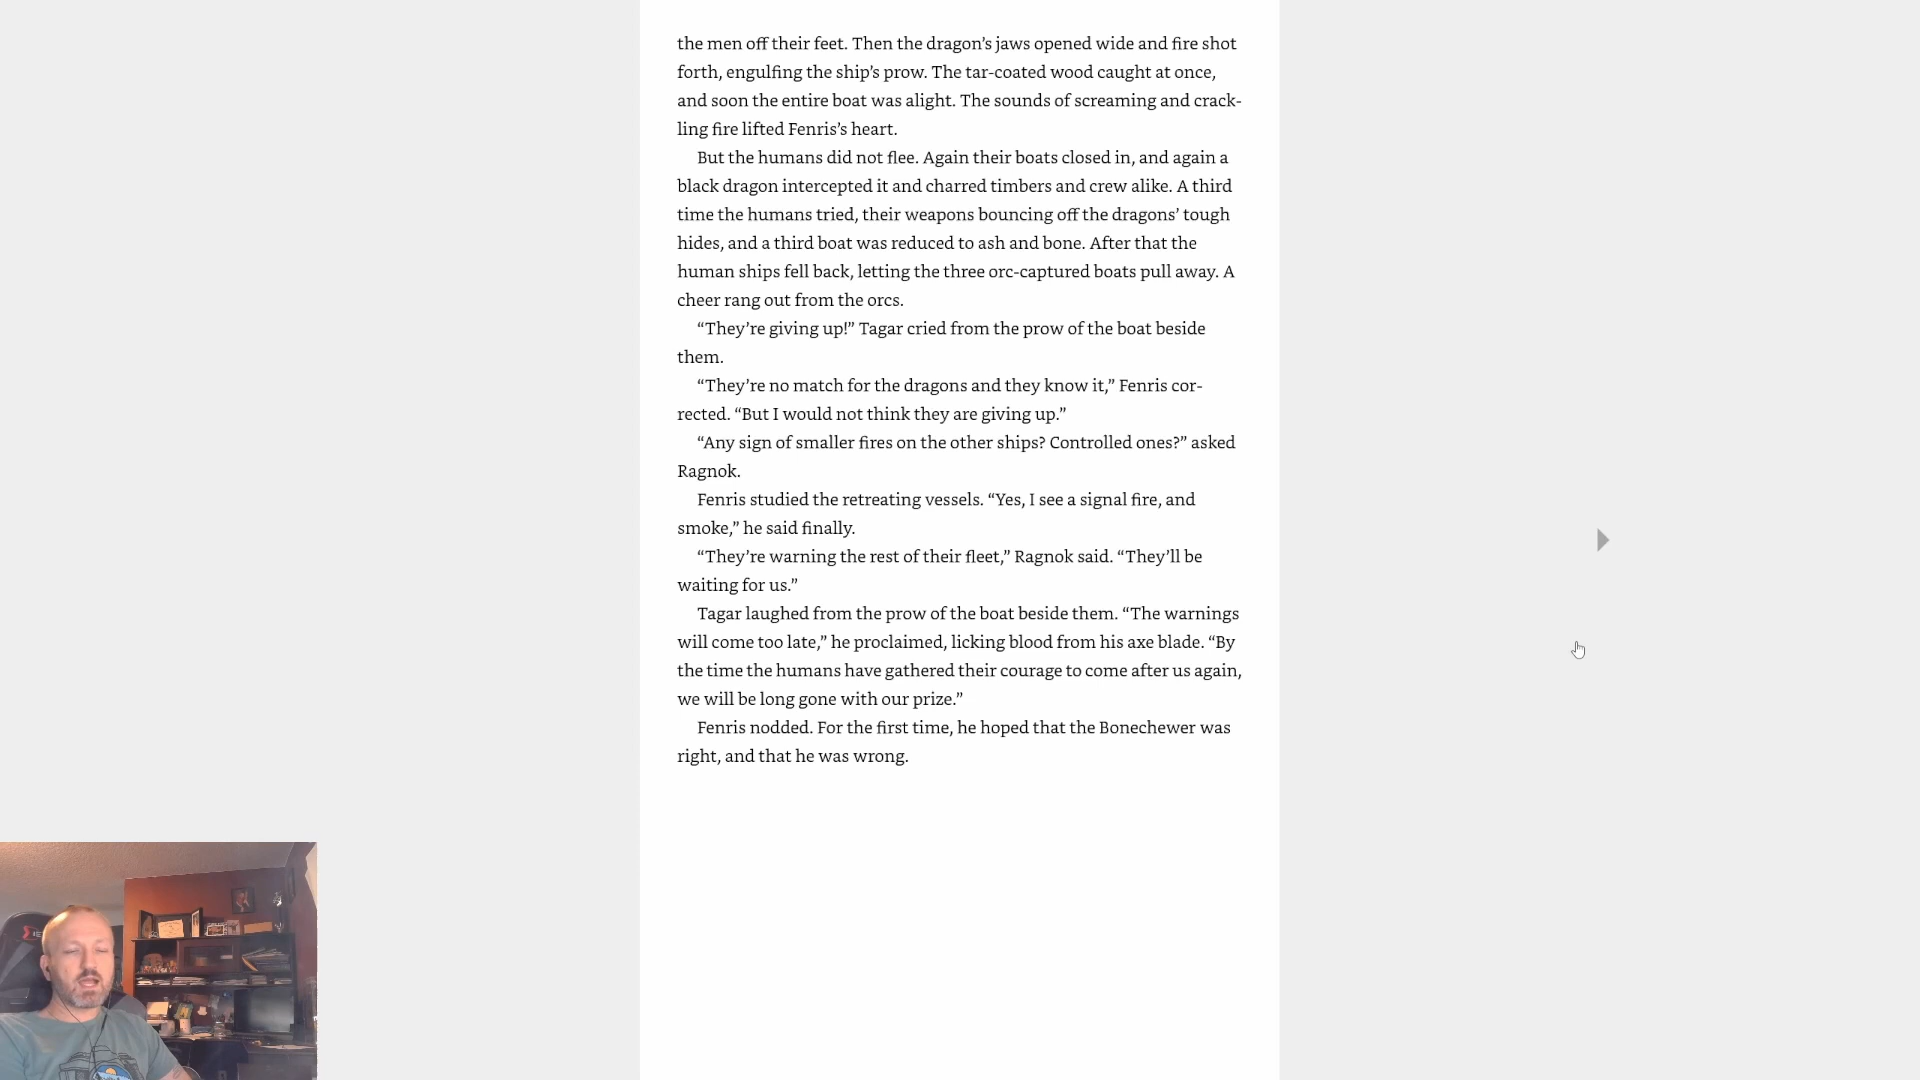 the men off their feet. Then the dragon’s jaws opened wide and fire shot
forth, engulfing the ship’s prow. The tar-coated wood caught at once,
and soon the entire boat was alight. The sounds of screaming and crack-
ling fire lifted Fenris’s heart.
But the humans did not flee. Again their boats closed in, and again a
black dragon intercepted it and charred timbers and crew alike. A third
time the humans tried, their weapons bouncing off the dragons’ tough
hides, and a third boat was reduced to ash and bone. After that the
human ships fell back, letting the three orc-captured boats pull away. A
cheer rang out from the orcs.
“They’re giving up!” Tagar cried from the prow of the boat beside
them.
“They’re no match for the dragons and they know it,” Fenris cor-
rected. “But I would not think they are giving up.”
“Any sign of smaller fires on the other ships? Controlled ones?” asked
Ragnok.
Fenris studied the retreating vessels. “Yes, I see a signal fire, and
smoke,” he said finally.
“They’re warning the rest of their fleet,” Ragnok said. “They’ll be
waiting for us.”
Tagar laughed from the prow of the boat beside them. “The warnings
will come too late,” he proclaimed, licking blood from his axe blade. “By
the time the humans have gathered their courage to come after us again,
we will be long gone with our prize.”
Fenris nodded. For the first time, he hoped that the Bonechewer was
right, and that he was wrong.